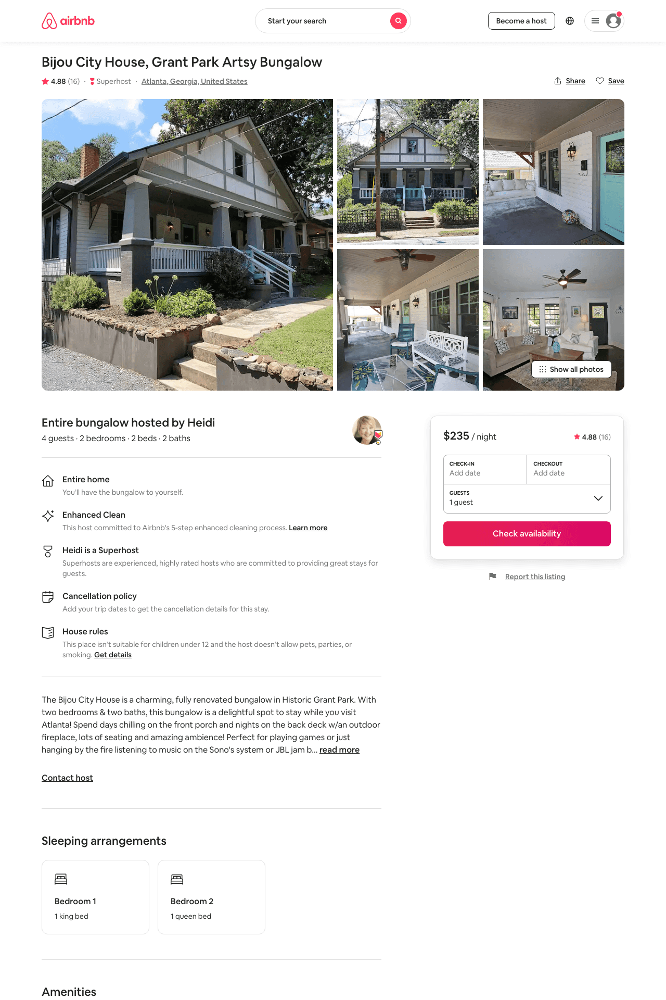 airbnb
Start your search
Become a host
Bijou City House, Grant Park Artsy Bungalow
4.88 (16) · Superhost · Atlanta, Georgia, United States
Share
Save
Show all photos
Entire bungalow hosted by Heidi
4 guests · 2 bedrooms · 2 beds · 2 baths
Entire home
You’ll have the bungalow to yourself.
Enhanced Clean
This host committed to Airbnb's 5-step enhanced cleaning process. Learn more
Heidi is a Superhost
Superhosts are experienced, highly rated hosts who are committed to providing great stays for
guests.
Cancellation policy
Add your trip dates to get the cancellation details for this stay.
House rules
This place isn’t suitable for children under 12 and the host doesn’t allow pets, parties, or
smoking. Get details
$235 / night
4.88 (16)
CHECK-IN
Add date
CHECKOUT
Add date
GUESTS
1 guest
Check availability
Report this listing
The Bijou City House is a charming, fully renovated bungalow in Historic Grant Park. With
two bedrooms & two baths, this bungalow is a delightful spot to stay while you visit
Atlanta! Spend days chilling on the front porch and nights on the back deck w/an outdoor
fireplace, lots of seating and amazing ambience! Perfect for playing games or just
hanging by the fire listening to music on the Sono's system or JBL jam b… read more
Contact host
Sleeping arrangements
Bedroom 1
1 king bed
Bedroom 2
1 queen bed
Amenities